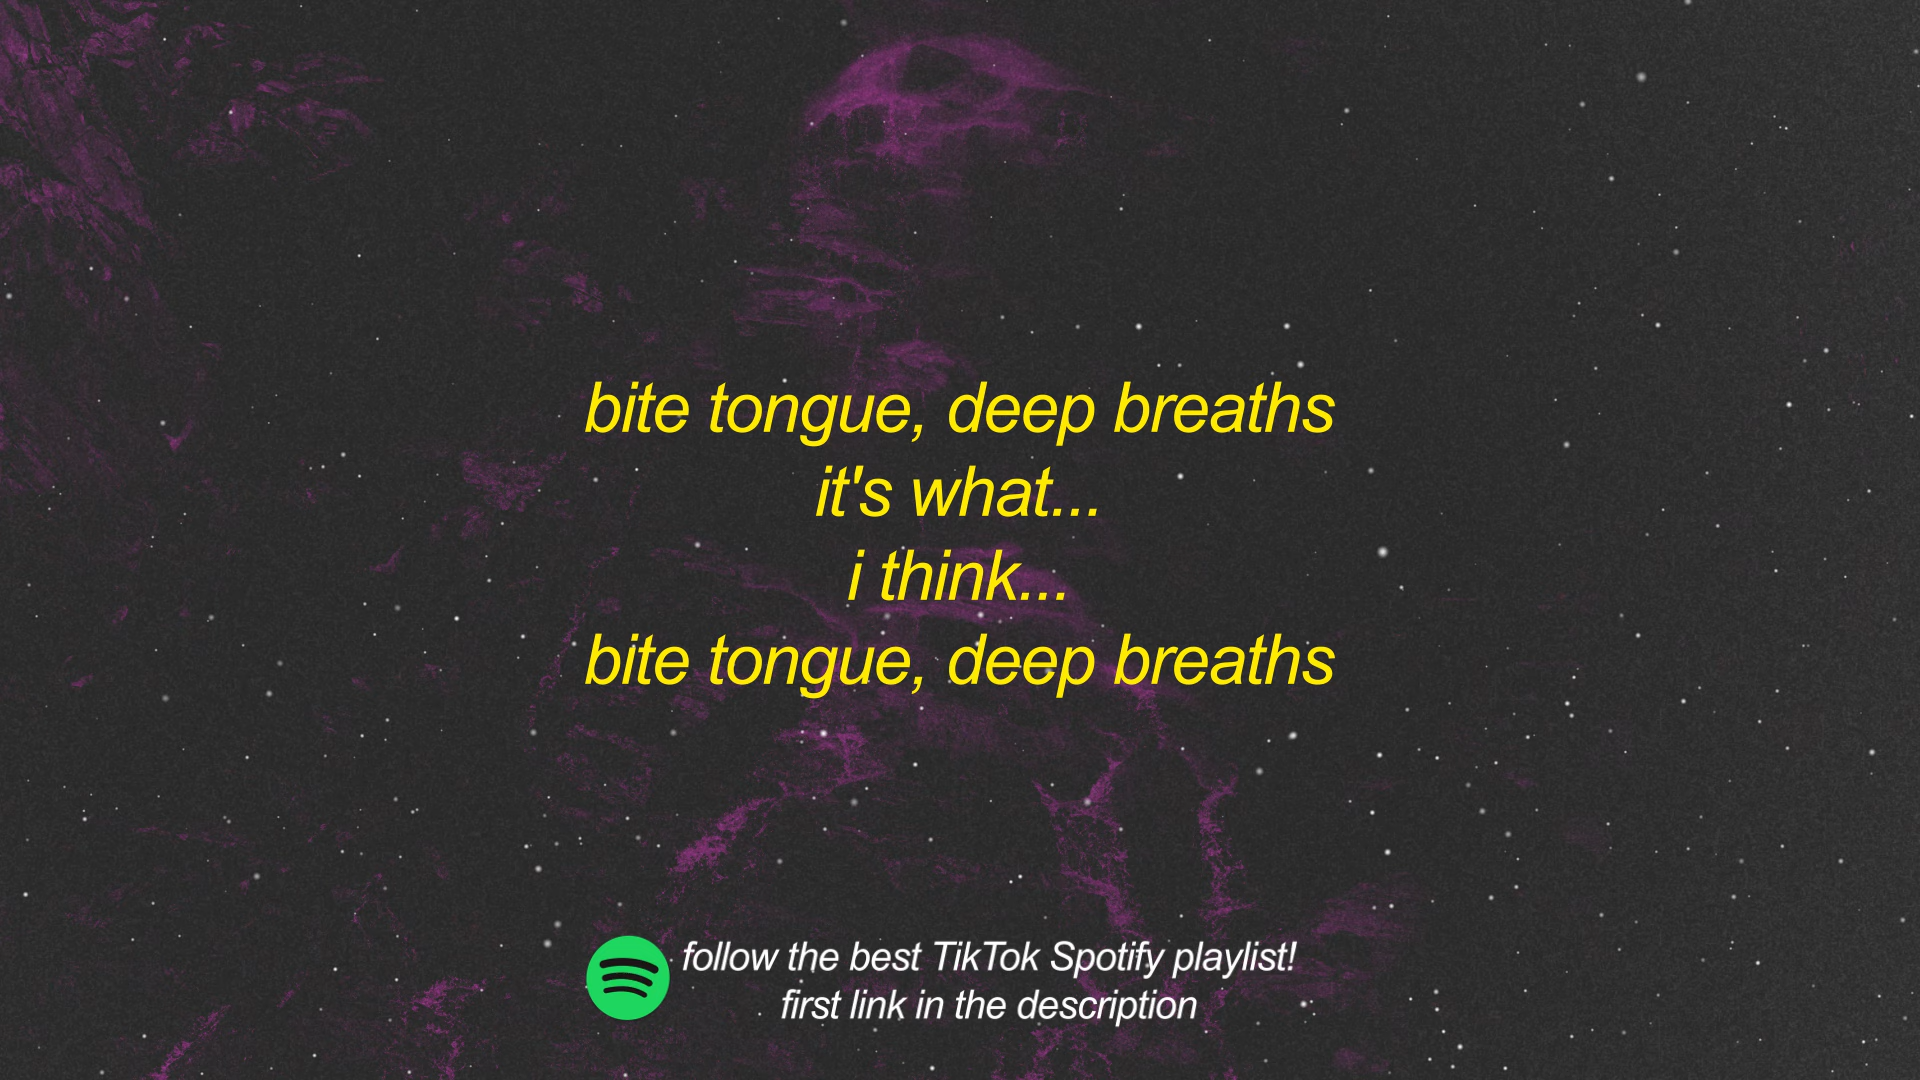 bite tongue, deep breaths
it's what...
i think...
bite tongue, deep breaths
follow the best TikTok Spotify playlist!
first link in the description